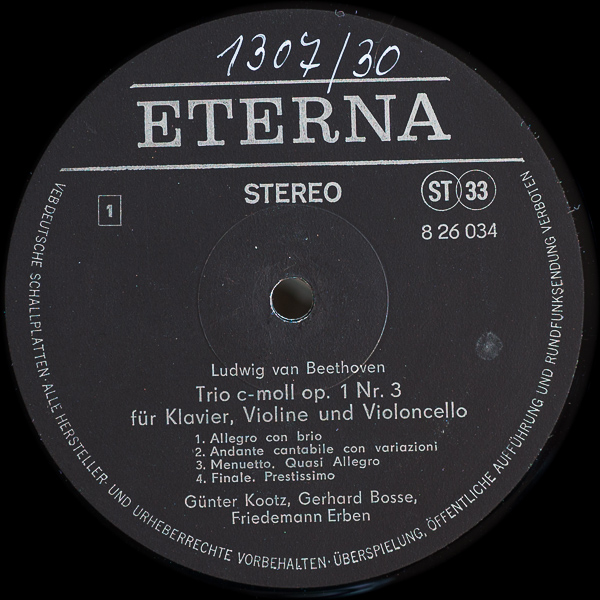 1307/30
ETERNA
STEREO
ST 33
1
8 26 034
Ludwig van Beethoven
Trio c-moll op. 1 Nr. 3
für Klavier, Violine und Violoncello
1. Allegro con brio
2. Andante cantabile con variazioni
3. Menuetto. Quasi Allegro
4. Finale. Prestissimo
Günter Kootz, Gerhard Bosse,
Friedemann Erben
VEB DEUTSCHE SCHALLPLATTEN · ALLE HERSTELLER- UND URHEBERRECHTE VORBEHALTEN · ÜBERSPIELUNG, ÖFFENTLICHE AUFFÜHRUNG UND RUNDFUNKSENDUNG VERBOTEN